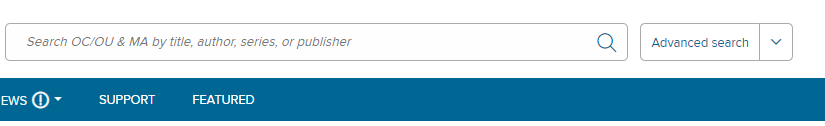 Search OC/OU & MA by title, author, series, or publisher
Advanced search
EWS
SUPPORT
FEATURED